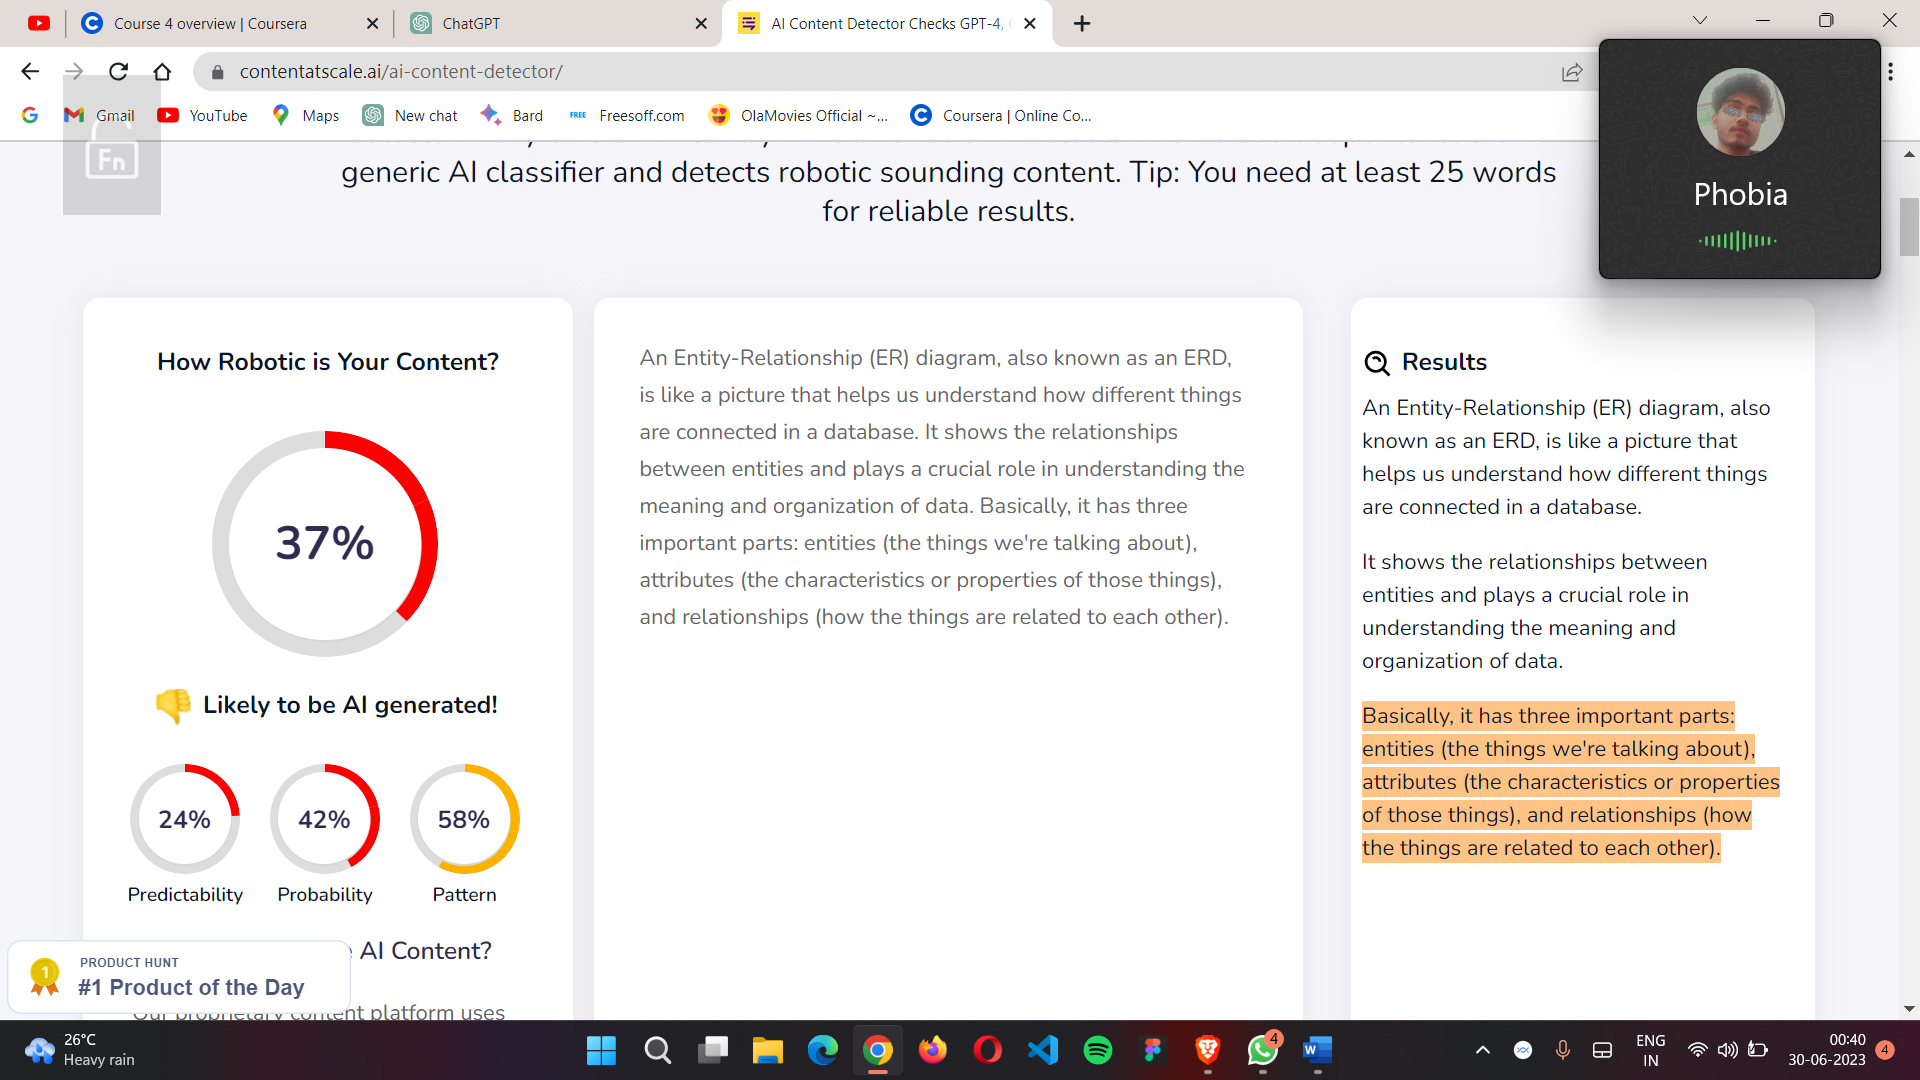 Course 4 overview | Coursera
ChatGPT
AI Content Detector Checks GPT-4,
contentatscale.ai/ai-content-detector/
Gmail
YouTube
Maps
New chat
Bard
FREE
Freesoff.com
OlaMovies Official ~...
Coursera | Online Co...
Fn
Phobia
generic AI classifier and detects robotic sounding content. Tip: You need at least 25 words
for reliable results.
How Robotic is Your Content?
37%
Likely to be AI generated!
24%
42%
58%
Predictability
Probability
Pattern
AI Content?
PRODUCT HUNT
#1 Product of the Day
Our proprietary content platform uses
An Entity-Relationship (ER) diagram, also known as an ERD,
is like a picture that helps us understand how different things
are connected in a database. It shows the relationships
between entities and plays a crucial role in understanding the
meaning and organization of data. Basically, it has three
important parts: entities (the things we're talking about),
attributes (the characteristics or properties of those things),
and relationships (how the things are related to each other).
Results
An Entity-Relationship (ER) diagram, also
known as an ERD, is like a picture that
helps us understand how different things
are connected in a database.
It shows the relationships between
entities and plays a crucial role in
understanding the meaning and
organization of data.
Basically, it has three important parts:
entities (the things we're talking about),
attributes (the characteristics or properties
of those things), and relationships (how
the things are related to each other).
26°C
Heavy rain
4
ENG
IN
00:40
30-06-2023
4